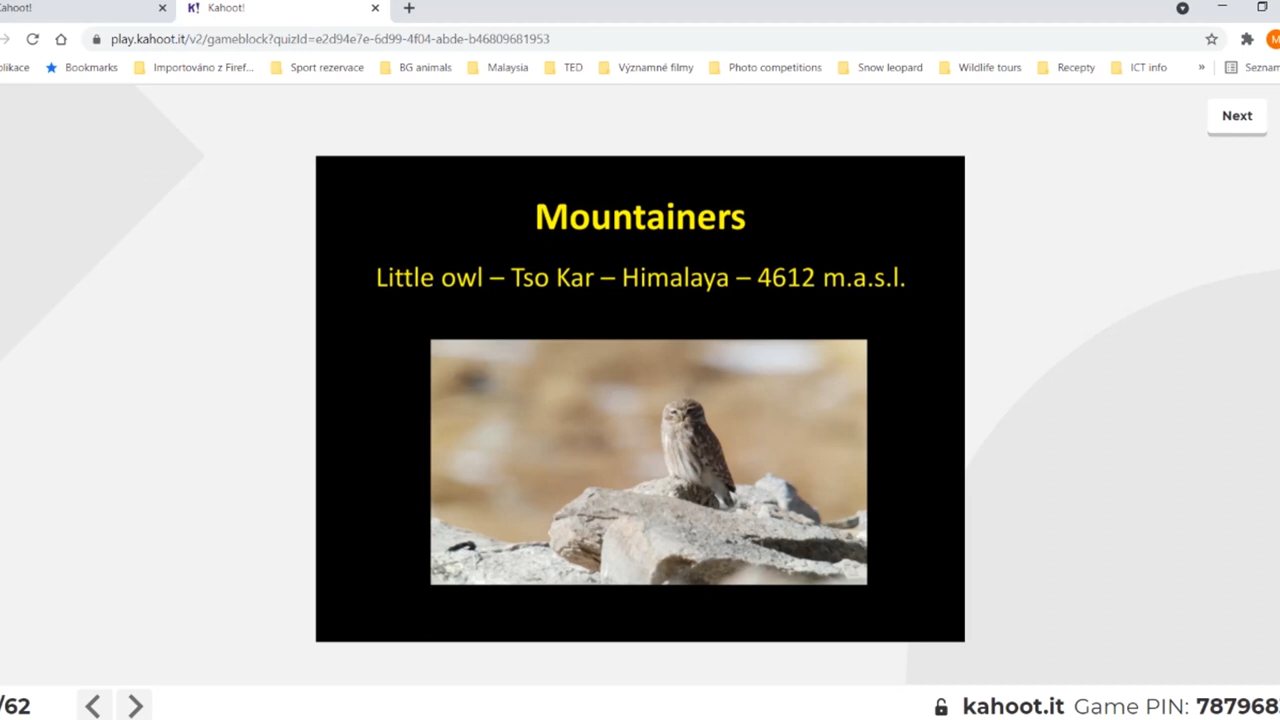 Kahoot!
Kahoot!
play.kahoot.it/v2/gameblock?quizId=e2d94e7e-6d99-4f04-abde-b46809681953
plikace Bookmarks Importováno z Firef... Sport rezervace BG animals Malaysia TED Významné filmy Photo competitions Snow leopard Wildlife tours Recepty ICT info » Seznam
Next
Mountainers
Little owl – Tso Kar – Himalaya – 4612 m.a.s.l.
/62
kahoot.it Game PIN: 787968